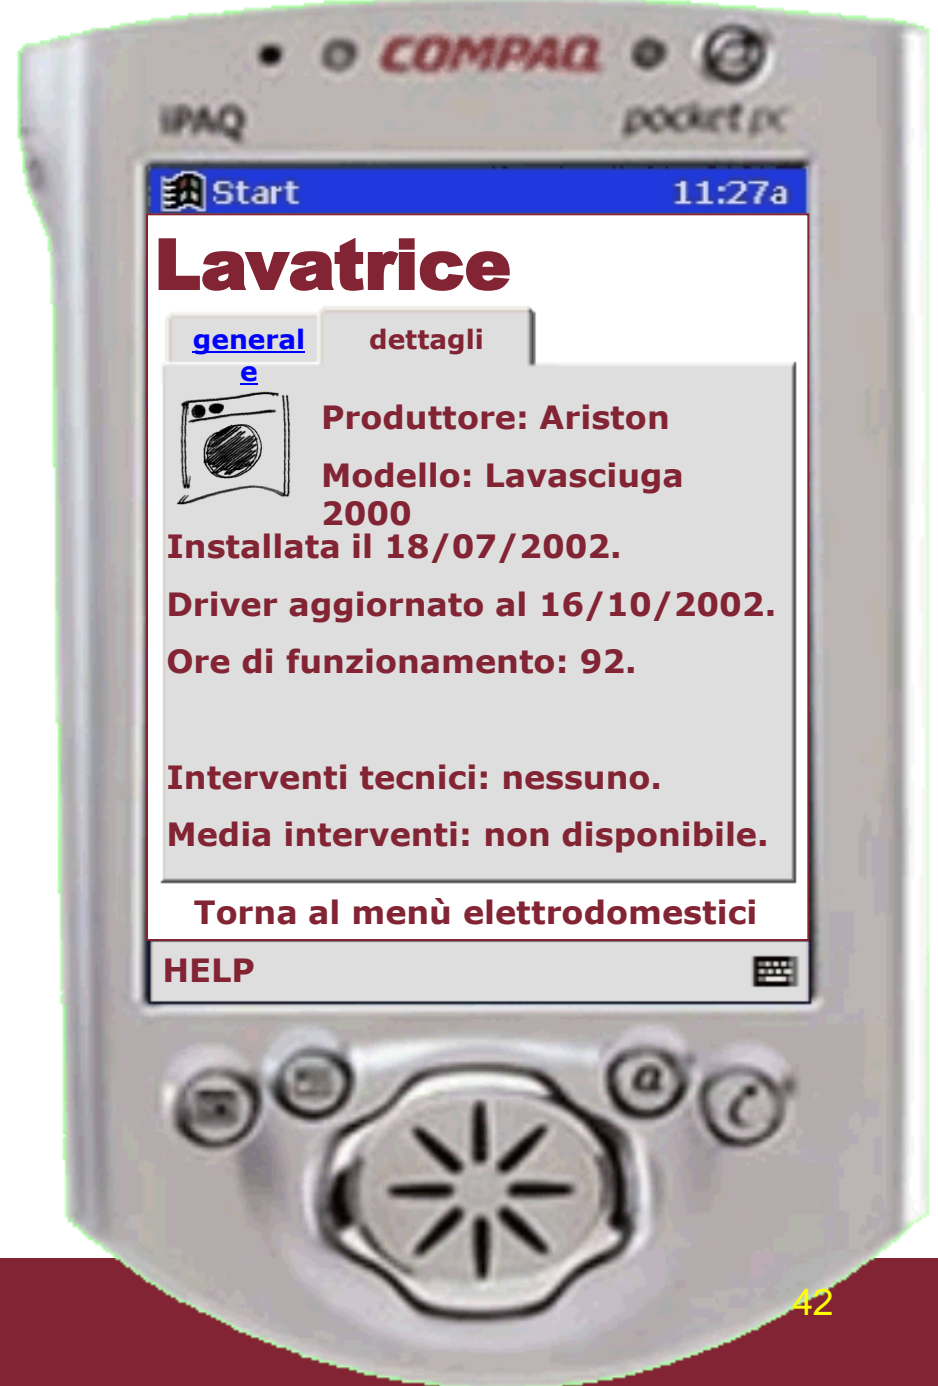 COMPAQ
iPAQ pocket pc
Start 11:27a
Lavatrice
general dettagli
e
Produttore: Ariston
Modello: Lavasciuga
2000
Installata il 18/07/2002.
Driver aggiornato al 16/10/2002.
Ore di funzionamento: 92.
Interventi tecnici: nessuno.
Media interventi: non disponibile.
Torna al menù elettrodomestici
HELP
a
42